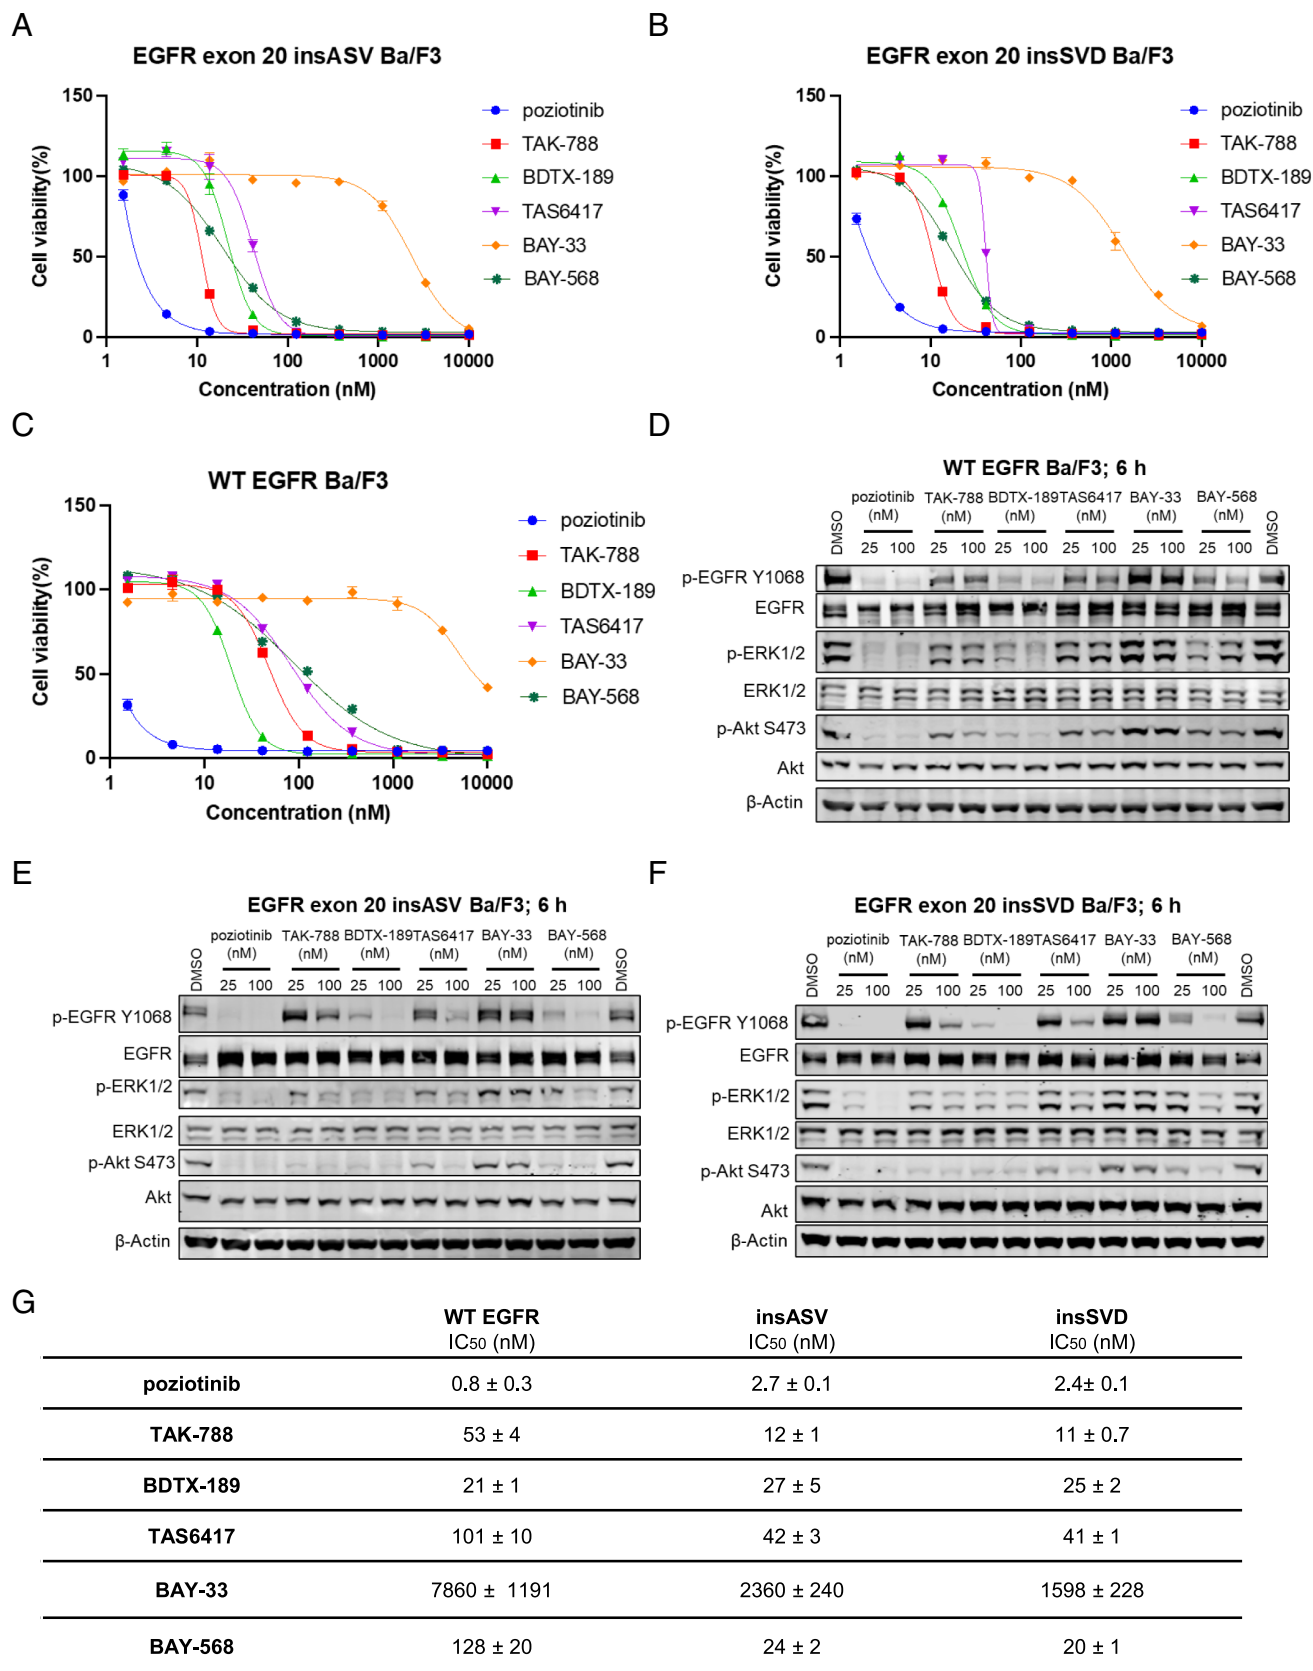 A
EGFR exon 20 insASV Ba/F3
Cell viability(%)
150
100
50
0
1
10
100
1000
10000
Concentration (nM)
poziotinib
TAK-788
BDTX-189
TAS6417
BAY-33
BAY-568
B
EGFR exon 20 insSVD Ba/F3
Cell viability(%)
150
100
50
0
1
10
100
1000
10000
Concentration (nM)
poziotinib
TAK-788
BDTX-189
TAS6417
BAY-33
BAY-568
C
WT EGFR Ba/F3
Cell viability(%)
150
100
50
0
1
10
100
1000
10000
Concentration (nM)
poziotinib
TAK-788
BDTX-189
TAS6417
BAY-33
BAY-568
D
WT EGFR Ba/F3; 6 h
poziotinib TAK-788 BDTX-189 TAS6417 BAY-33 BAY-568
(nM) (nM) (nM) (nM) (nM) (nM)
DMSO 25 100 25 100 25 100 25 100 25 100 25 100 DMSO
p-EGFR Y1068
EGFR
p-ERK1/2
ERK1/2
p-Akt S473
Akt
β-Actin
E
EGFR exon 20 insASV Ba/F3; 6 h
poziotinib TAK-788 BDTX-189 TAS6417 BAY-33 BAY-568
(nM) (nM) (nM) (nM) (nM) (nM)
DMSO 25 100 25 100 25 100 25 100 25 100 25 100 DMSO
p-EGFR Y1068
EGFR
p-ERK1/2
ERK1/2
p-Akt S473
Akt
β-Actin
F
EGFR exon 20 insSVD Ba/F3; 6 h
poziotinib TAK-788 BDTX-189 TAS6417 BAY-33 BAY-568
(nM) (nM) (nM) (nM) (nM) (nM)
DMSO 25 100 25 100 25 100 25 100 25 100 25 100 DMSO
p-EGFR Y1068
EGFR
p-ERK1/2
ERK1/2
p-Akt S473
Akt
β-Actin
G
WT EGFR insASV insSVD
IC50 (nM) IC50 (nM) IC50 (nM)
poziotinib 0.8 ± 0.3 2.7 ± 0.1 2.4± 0.1
TAK-788 53 ± 4 12 ± 1 11 ± 0.7
BDTX-189 21 ± 1 27 ± 5 25 ± 2
TAS6417 101 ± 10 42 ± 3 41 ± 1
BAY-33 7860 ± 1191 2360 ± 240 1598 ± 228
BAY-568 128 ± 20 24 ± 2 20 ± 1